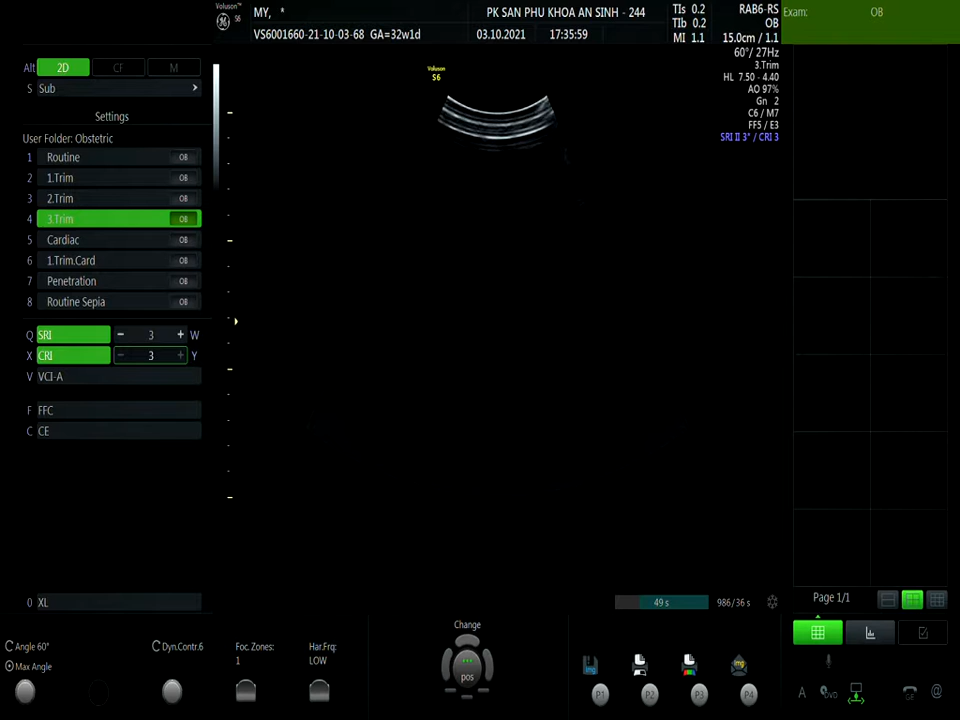 Voluson™
S6
MY, *
PK SAN PHU KHOA AN SINH - 244
VS6001660-21-10-03-68 GA=32w1d
03.10.2021
17:35:59
TIs 0.2
TIb 0.2
MI 1.1
RAB6-RS
OB
15.0cm / 1.1
60°/ 27Hz
3.Trim
HL 7.50 - 4.40
AO 97%
Gn 2
C6 / M7
FF5 / E3
SRI II 3" / CRI 3
Exam: OB
Alt 2D CF M
S Sub >
Settings
User Folder: Obstetric
1 Routine OB
2 1.Trim OB
3 2.Trim OB
4 3.Trim OB
5 Cardiac OB
6 1.Trim.Card OB
7 Penetration OB
8 Routine Sepia OB
Q SRI - 3 + W
X CRI - 3 + Y
V VCI-A
F FFC
C CE
0 XL
Voluson
S6
49 s
986/36 s
Page 1/1
Angle 60°
Max Angle
Dyn.Contr.6
Foc. Zones:
1
Har.Frq:
LOW
Change
pos
img
P1 P2 P3 P4
A DVD @